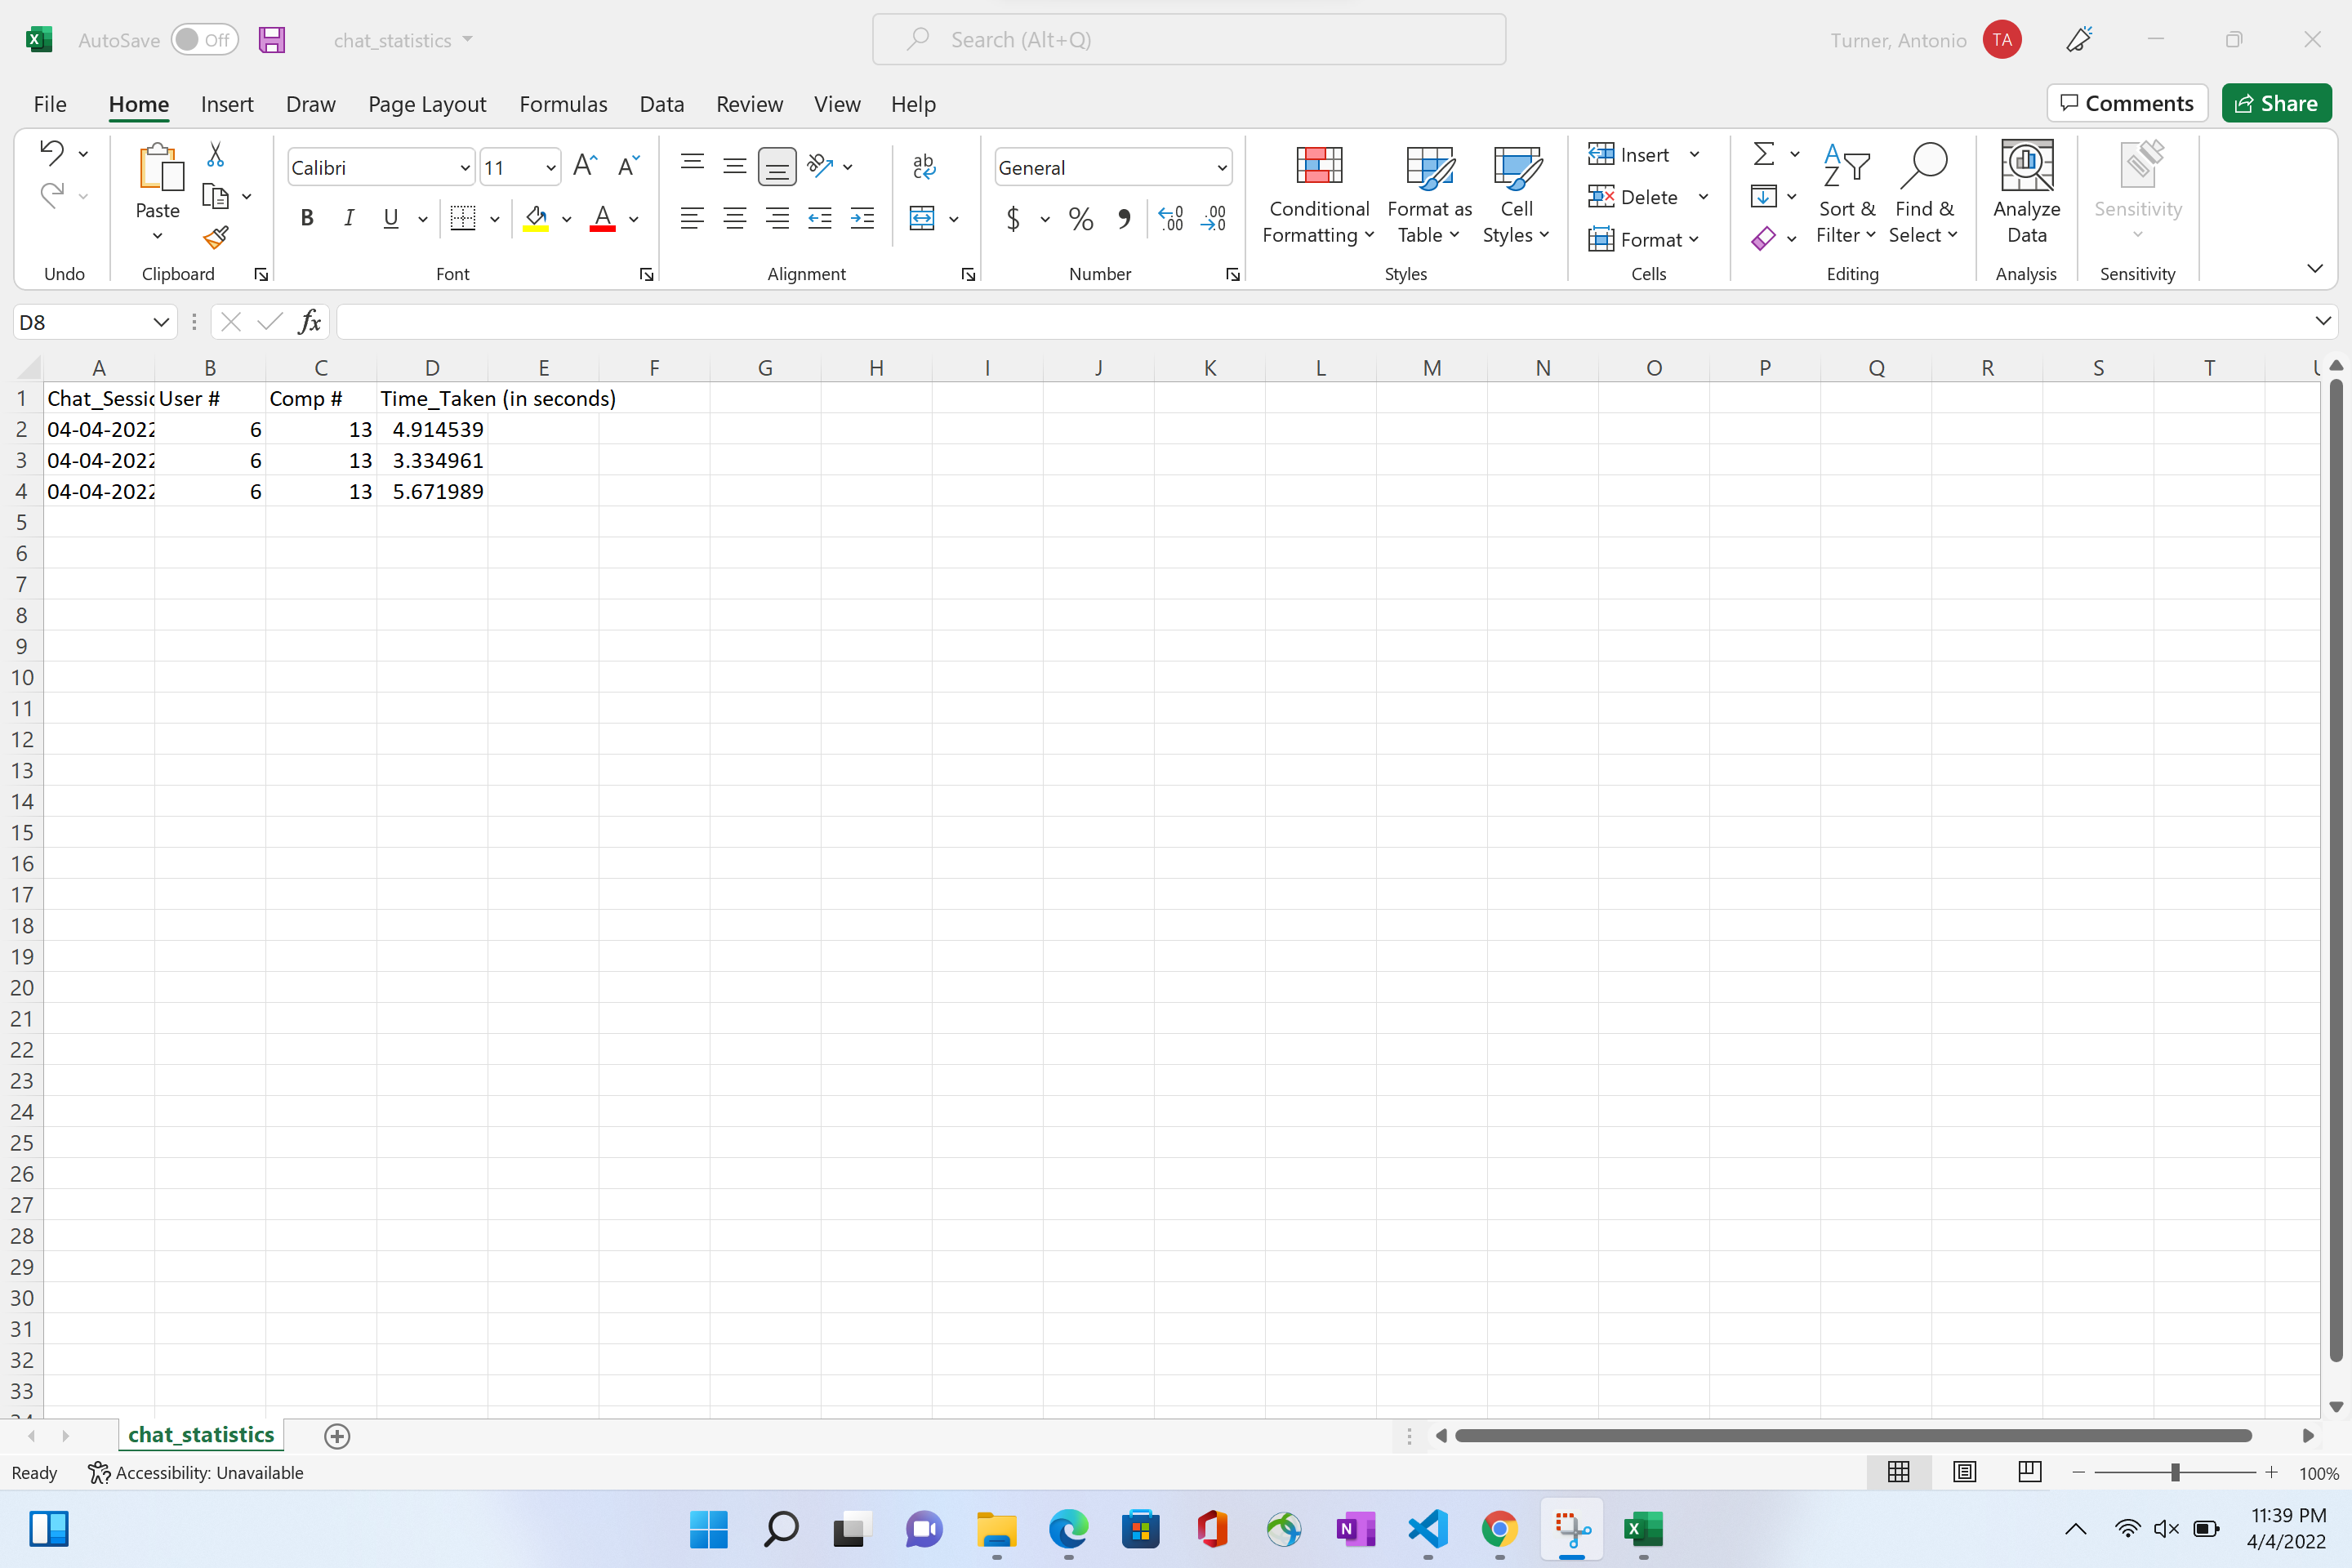 AutoSave Off chat_statistics Search (Alt+Q) Turner, Antonio TA
File Home Insert Draw Page Layout Formulas Data Review View Help Comments Share
Calibri 11 General
Paste
Conditional Formatting
Format as Table
Cell Styles
Insert
Delete
Format
Sort & Filter
Find & Select
Analyze Data
Sensitivity
Undo Clipboard Font Alignment Number Styles Cells Editing Analysis Sensitivity
D8 fx
A B C D E F G H I J K L M N O P Q R S T
1 Chat_Sessic User # Comp # Time_Taken (in seconds)
2 04-04-2022 6 13 4.914539
3 04-04-2022 6 13 3.334961
4 04-04-2022 6 13 5.671989
5
6
7
8
9
10
11
12
13
14
15
16
17
18
19
20
21
22
23
24
25
26
27
28
29
30
31
32
33
chat_statistics
Ready Accessibility: Unavailable 100%
11:39 PM
4/4/2022